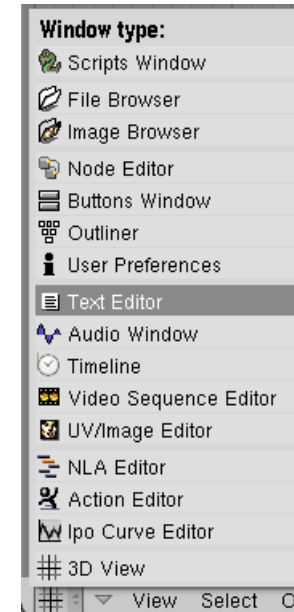 Window type:
Scripts Window
File Browser
Image Browser
Node Editor
Buttons Window
Outliner
User Preferences
Text Editor
Audio Window
Timeline
Video Sequence Editor
UV/Image Editor
NLA Editor
Action Editor
Ipo Curve Editor
3D View
View Select